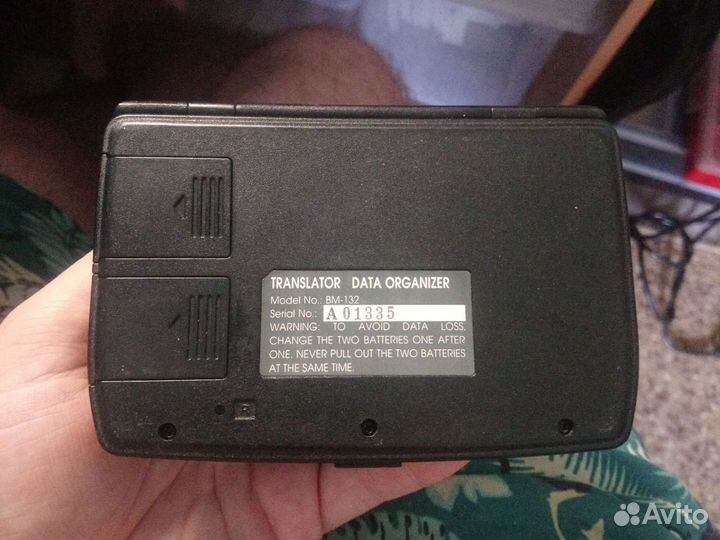 TRANSLATOR DATA ORGANIZER
Model No.: BM-132
Serial No.: A 01335
WARNING: TO AVOID DATA LOSS,
CHANGE THE TWO BATTERIES ONE AFTER
ONE. NEVER PULL OUT THE TWO BATTERIES
AT THE SAME TIME.
R
Avito